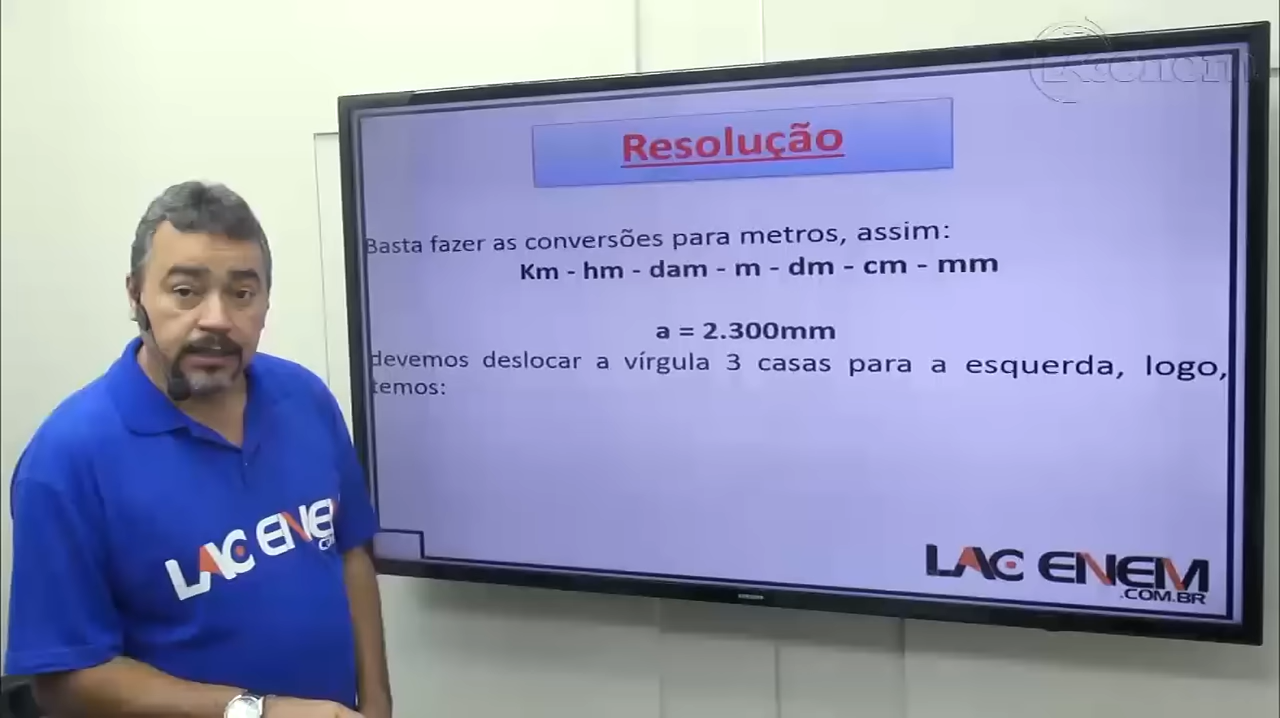 Resolução
Basta fazer as conversões para metros, assim:
Km - hm - dam - m - dm - cm - mm
a = 2.300mm
devemos deslocar a vírgula 3 casas para a esquerda, logo,
temos:
LAC ENEM
LAC ENEM
.COM.BR